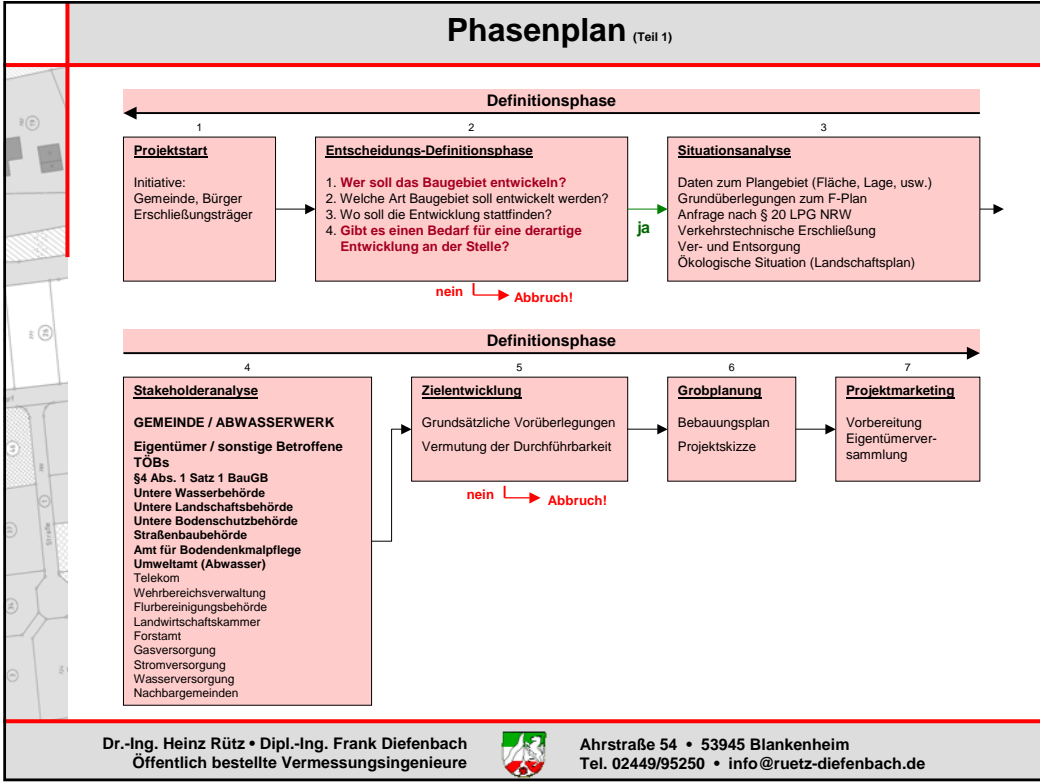 Phasenplan (Teil 1)
Definitionsphase
1
Projektstart
Initiative:
Gemeinde, Bürger
Erschließungsträger
2
Entscheidungs-Definitionsphase
1. Wer soll das Baugebiet entwickeln?
2. Welche Art Baugebiet soll entwickelt werden?
3. Wo soll die Entwicklung stattfinden?
4. Gibt es einen Bedarf für eine derartige
Entwicklung an der Stelle?
ja
nein
Abbruch!
3
Situationsanalyse
Daten zum Plangebiet (Fläche, Lage, usw.)
Grundüberlegungen zum F-Plan
Anfrage nach § 20 LPG NRW
Verkehrstechnische Erschließung
Ver- und Entsorgung
Ökologische Situation (Landschaftsplan)
Definitionsphase
4
Stakeholderanalyse
GEMEINDE / ABWASSERWERK
Eigentümer / sonstige Betroffene
TÖBs
§4 Abs. 1 Satz 1 BauGB
Untere Wasserbehörde
Untere Landschaftsbehörde
Untere Bodenschutzbehörde
Straßenbaubehörde
Amt für Bodendenkmalpflege
Umweltamt (Abwasser)
Telekom
Wehrbereichsverwaltung
Flurbereinigungsbehörde
Landwirtschaftskammer
Forstamt
Gasversorgung
Stromversorgung
Wasserversorgung
Nachbargemeinden
5
Zielentwicklung
Grundsätzliche Vorüberlegungen
Vermutung der Durchführbarkeit
nein
Abbruch!
6
Grobplanung
Bebauungsplan
Projektskizze
7
Projektmarketing
Vorbereitung
Eigentümerver-
sammlung
Straße
Dr.-Ing. Heinz Rütz • Dipl.-Ing. Frank Diefenbach
Öffentlich bestellte Vermessungsingenieure
Ahrstraße 54 • 53945 Blankenheim
Tel. 02449/95250 • info@ruetz-diefenbach.de